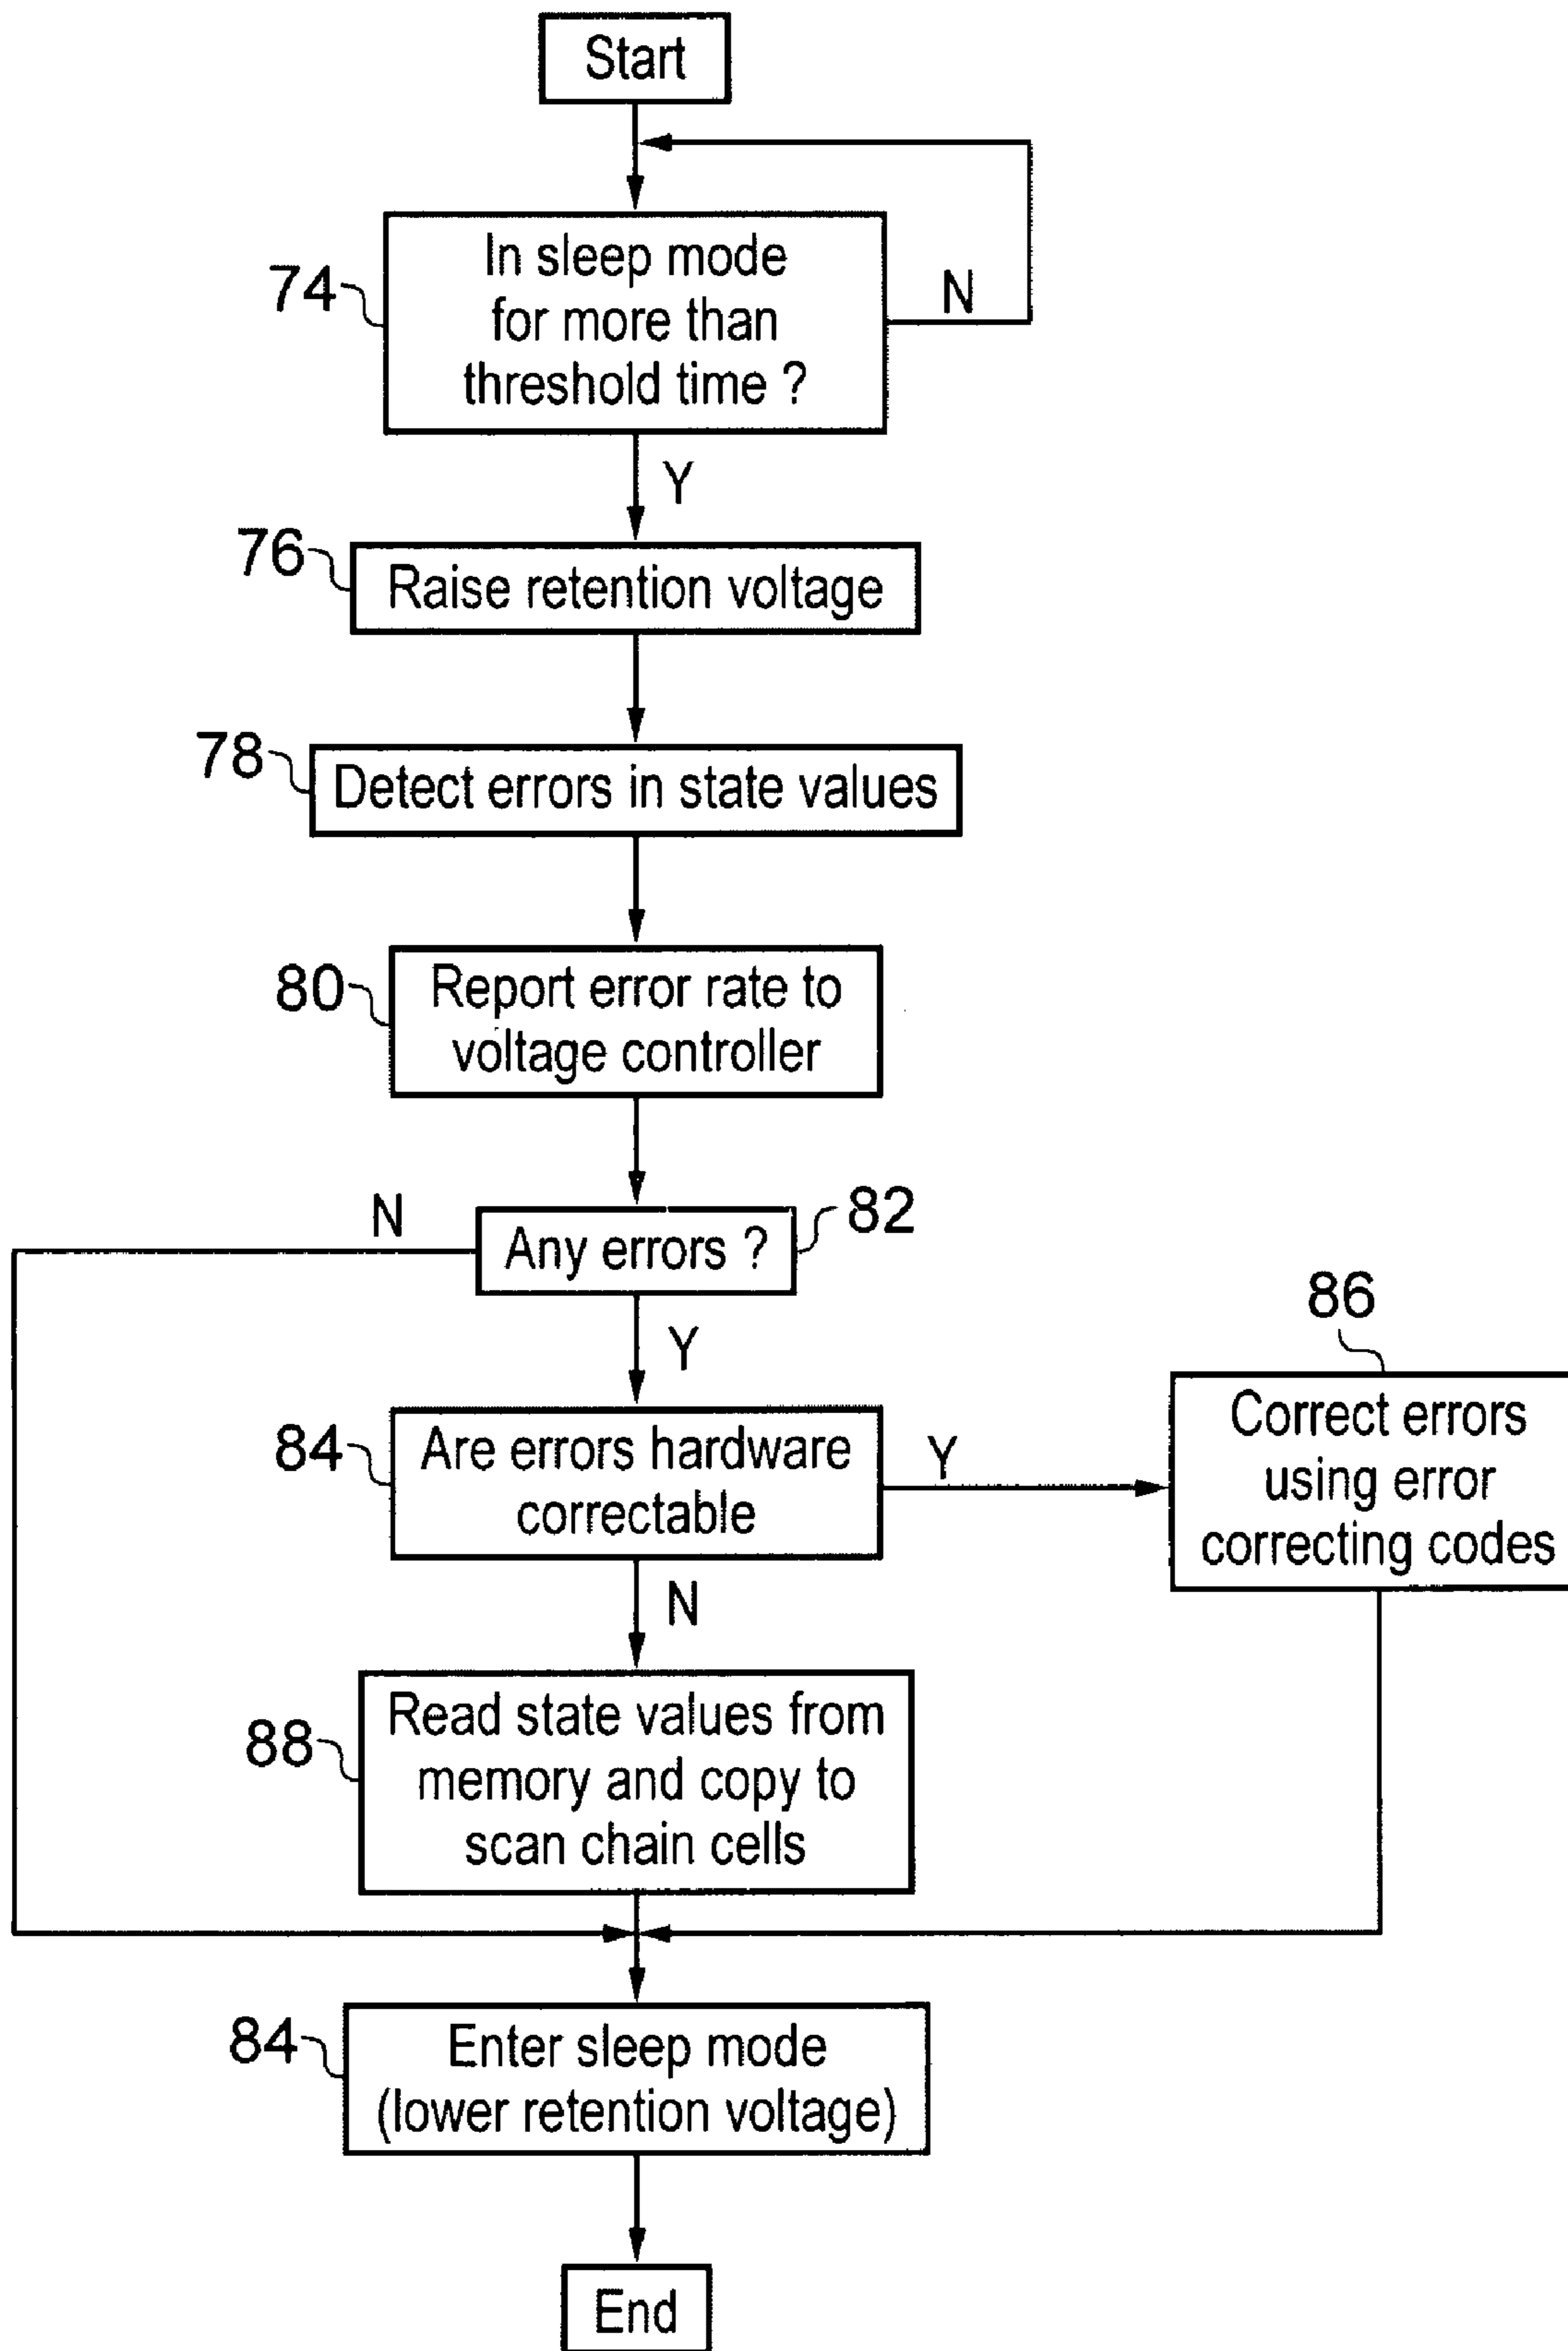 Start
74
In sleep mode
for more than
threshold time ?
N
Y
76
Raise retention voltage
78
Detect errors in state values
80
Report error rate to
voltage controller
N
82
Any errors ?
Y
86
84
Are errors hardware
correctable
Y
Correct errors
using error
correcting codes
N
88
Read state values from
memory and copy to
scan chain cells
84
Enter sleep mode
(lower retention voltage)
End